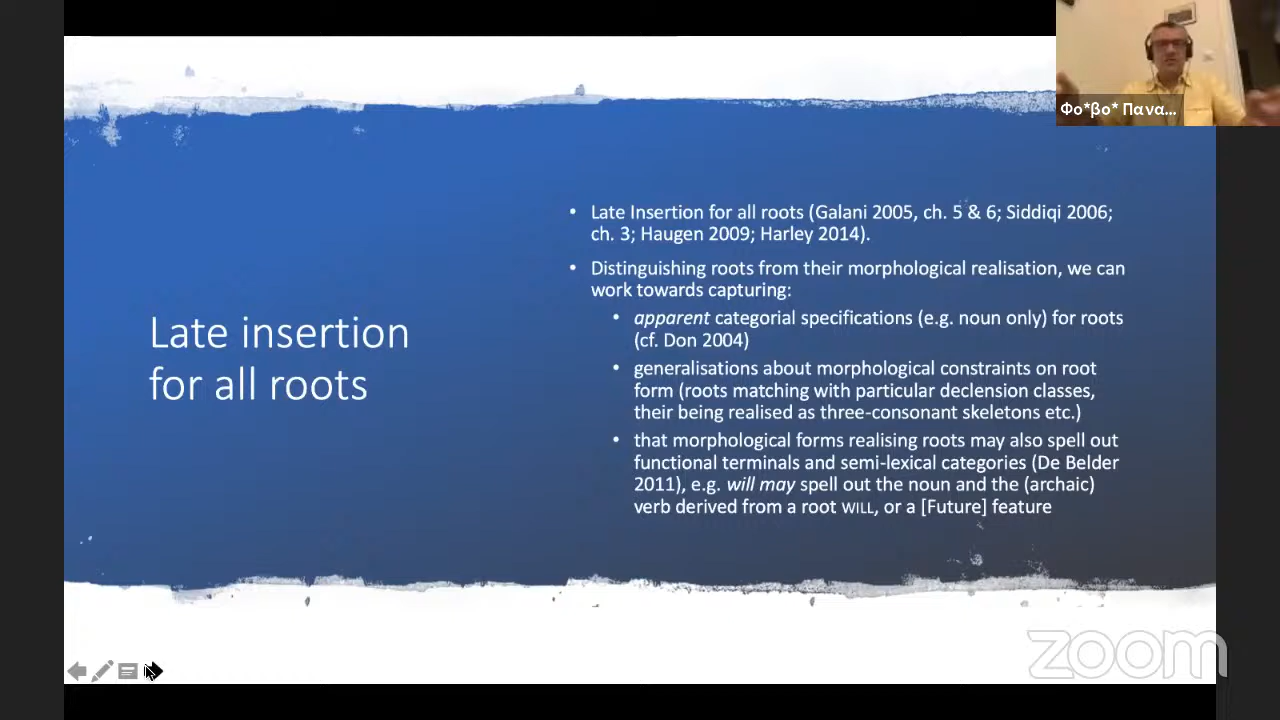 Φο*βο* Πανα...
Late insertion
for all roots
• Late Insertion for all roots (Galani 2005, ch. 5 & 6; Siddiqi 2006;
ch. 3; Haugen 2009; Harley 2014).
• Distinguishing roots from their morphological realisation, we can
work towards capturing:
• apparent categorial specifications (e.g. noun only) for roots
(cf. Don 2004)
• generalisations about morphological constraints on root
form (roots matching with particular declension classes,
their being realised as three-consonant skeletons etc.)
• that morphological forms realising roots may also spell out
functional terminals and semi-lexical categories (De Belder
2011), e.g. will may spell out the noun and the (archaic)
verb derived from a root WILL, or a [Future] feature
zoom